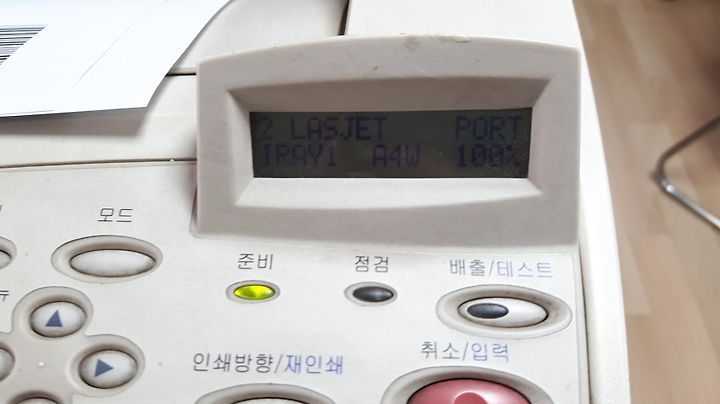 2 LASJET PORT
TRAY1 A4W 100%
모드
준비
점검
배출/테스트
인쇄방향/재인쇄
취소/입력